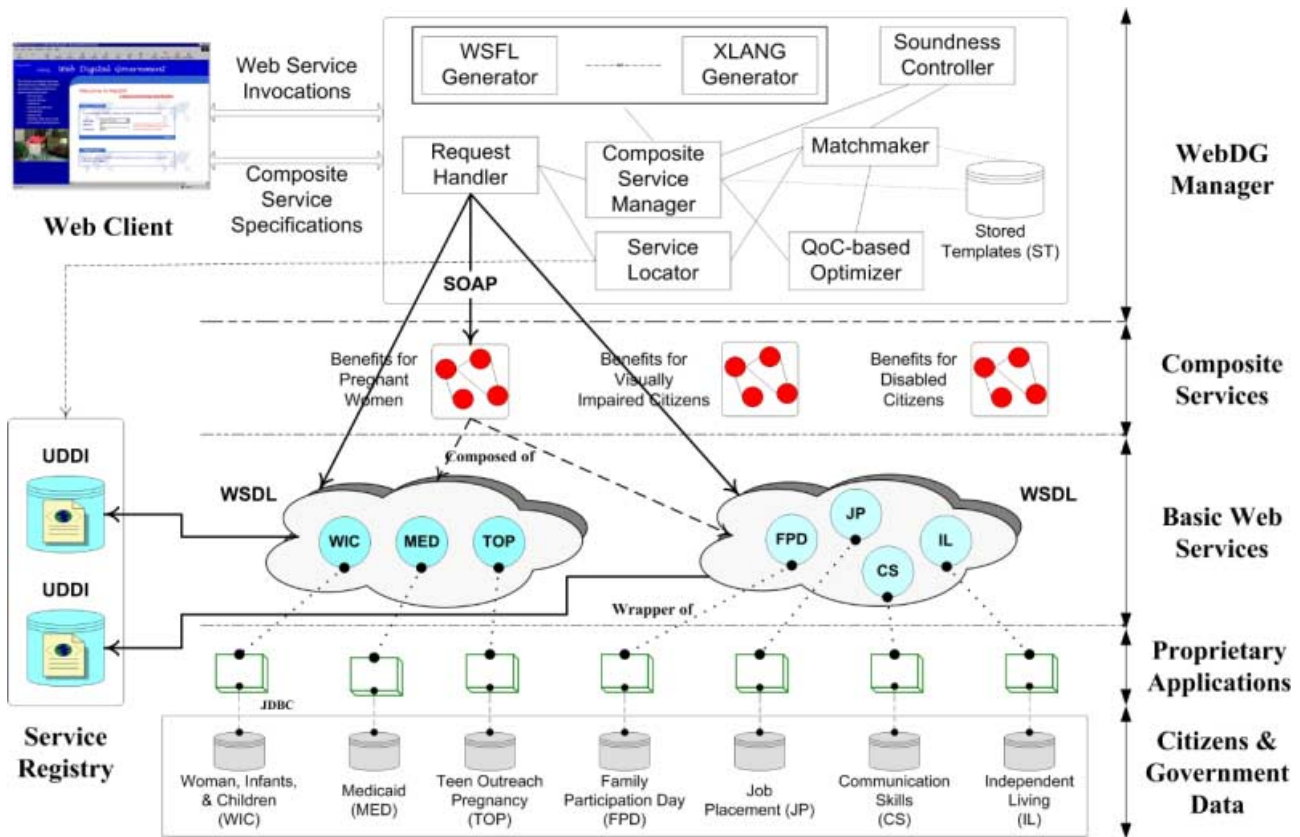 WSFL
Generator
XLANG
Generator
Soundness
Controller
Web Digital Government
Web Service
Invocations
Request
Handler
Composite
Service
Manager
Matchmaker
WebDG
Manager
Composite
Service
Specifications
Web Client
Service
Locator
QoC-based
Optimizer
Stored
Templates (ST)
SOAP
Benefits for
Pregnant
Women
Benefits for
Visually
Impaired Citizens
Benefits for
Disabled
Citizens
Composite
Services
UDDI
WSDL
Composed of
WSDL
WIC
MED
TOP
FPD
JP
CS
IL
Basic Web
Services
UDDI
Wrapper of
Proprietary
Applications
JDBC
Service
Registry
Woman, Infants,
& Children
(WIC)
Medicaid
(MED)
Teen Outreach
Pregnancy
(TOP)
Family
Participation Day
(FPD)
Job
Placement (JP)
Communication
Skills
(CS)
Independent
Living
(IL)
Citizens &
Government
Data